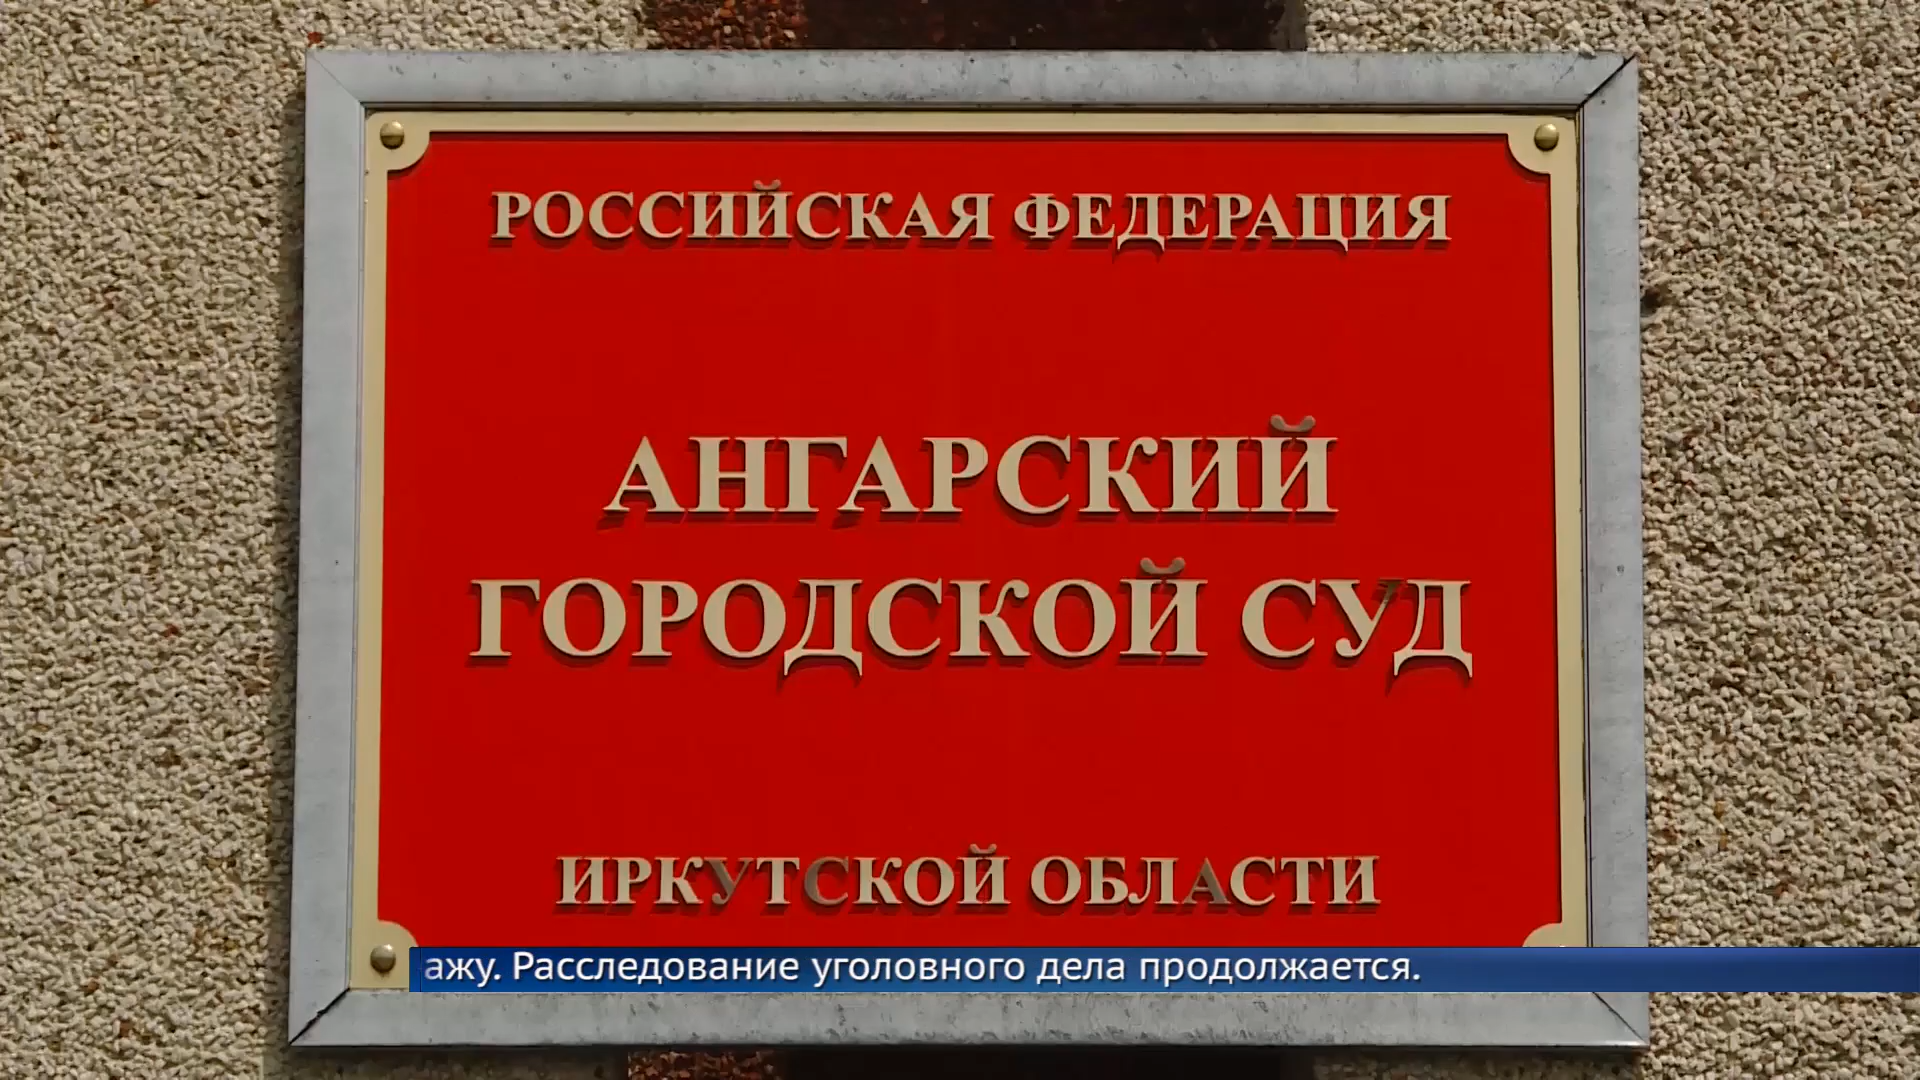 РОССИЙСКАЯ ФЕДЕРАЦИЯ
АНГАРСКИЙ
ГОРОДСКОЙ СУД
ИРКУТСКОЙ ОБЛАСТИ
ажу. Расследование уголовного дела продолжается.